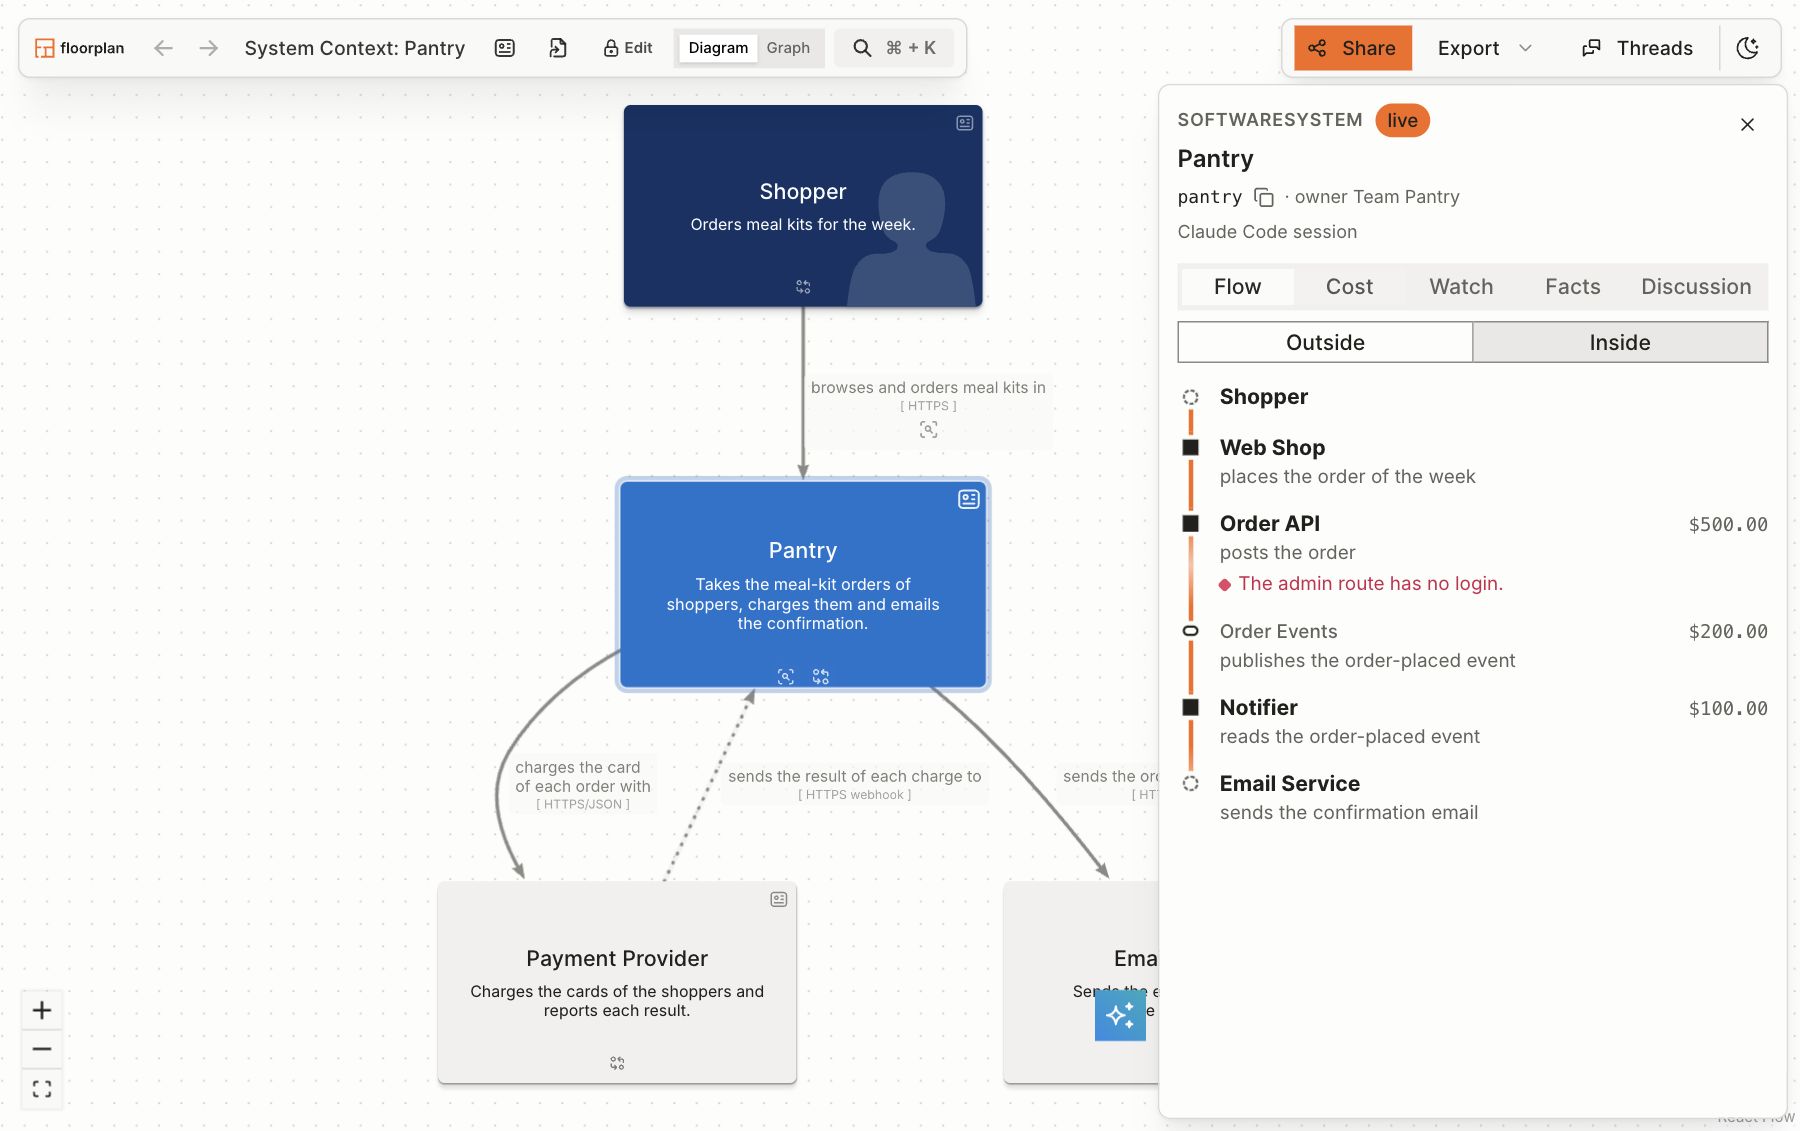 floorplan
System Context: Pantry
Edit
Diagram
Graph
⌘ + K
Share
Export
Threads
Shopper
Orders meal kits for the week.
browses and orders meal kits in
[ HTTPS ]
Pantry
Takes the meal-kit orders of
shoppers, charges them and emails
the confirmation.
charges the card
of each order with
[ HTTPS/JSON ]
sends the result of each charge to
[ HTTPS webhook ]
sends the
Payment Provider
Charges the cards of the shoppers and
reports each result.
SOFTWARESYSTEM
live
Pantry
pantry · owner Team Pantry
Claude Code session
Flow
Cost
Watch
Facts
Discussion
Outside
Inside
Shopper
Web Shop
places the order of the week
Order API
$500.00
posts the order
The admin route has no login.
Order Events
$200.00
publishes the order-placed event
Notifier
$100.00
reads the order-placed event
Email Service
sends the confirmation email